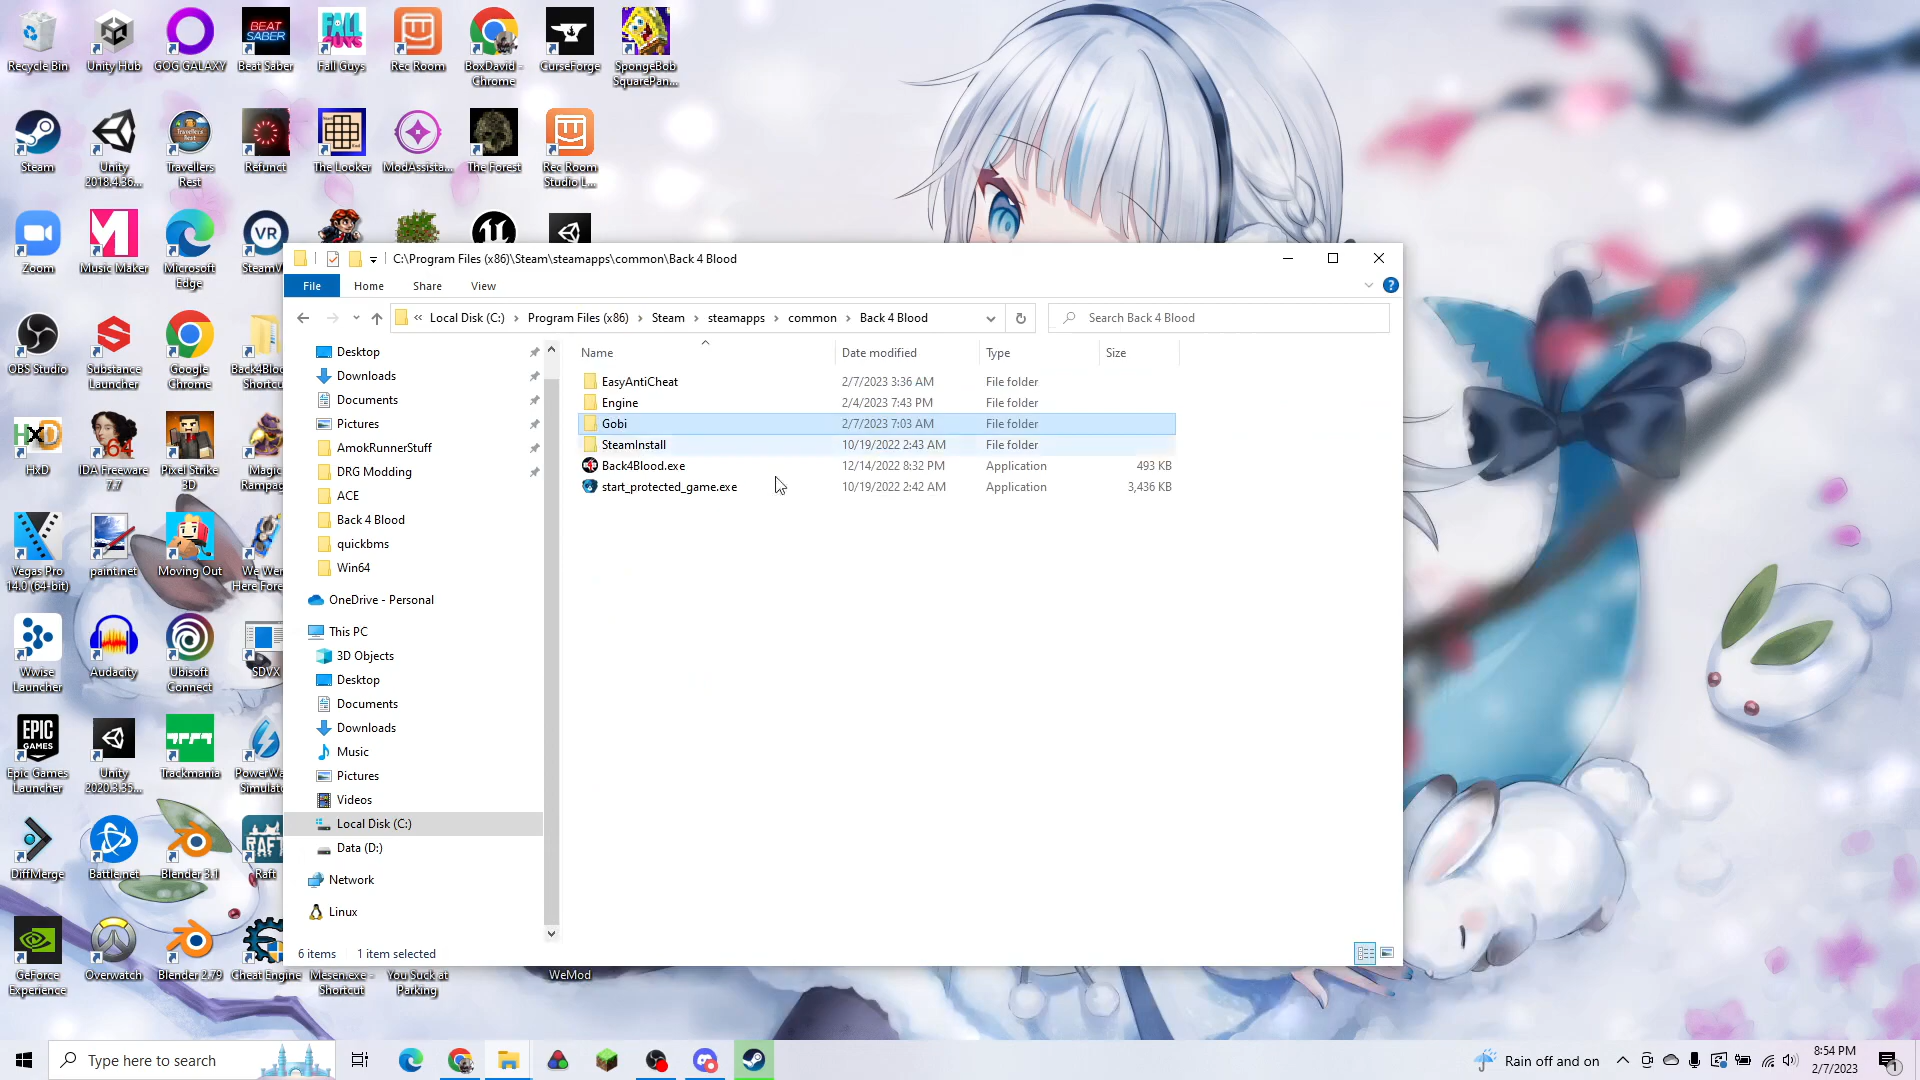 Recycle Bin
Unity Hub
GOG GALAXY
BEAT SABER
Beat Saber
FALL GUYS
Fall Guys
Rec Room
BoxDavid - Chrome
CurseForge
SpongeBob SquarePan...
Steam
Unity 2018.4.36...
Travellers Rest
Refunct
The Looker
ModAssista...
The Forest
Rec Room Studio L...
Zoom
Music Maker
Microsoft Edge
VR
OBS Studio
Substance Launcher
Google Chrome
HxD
IDA Freeware 7.7
Pixel Strike 3D
Vegas Pro 14.0 (64-bit)
paint.net
Moving Out
Wwise Launcher
Audacity
Ubisoft Connect
SDVX
EPIC GAMES
Epic Games Launcher
Unity 2020.3.35...
Trackmania
DiffMerge
Battle.net
Blender 3.1
RAFT
Raft
GeForce Experience
Overwatch
Blender 2.79
Cheat Engine
Mesen.exe - Shortcut
You Suck at Parking
WeMod
C:\Program Files (x86)\Steam\steamapps\common\Back 4 Blood
File
Home
Share
View
« Local Disk (C:) › Program Files (x86) › Steam › steamapps › common › Back 4 Blood
Search Back 4 Blood
Desktop
Downloads
Documents
Pictures
AmokRunnerStuff
DRG Modding
ACE
Back 4 Blood
quickbms
Win64
OneDrive - Personal
This PC
3D Objects
Desktop
Documents
Downloads
Music
Pictures
Videos
Local Disk (C:)
Data (D:)
Network
Linux
Name Date modified Type Size
EasyAntiCheat 2/7/2023 3:36 AM File folder
Engine 2/4/2023 7:43 PM File folder
Gobi 2/7/2023 7:03 AM File folder
SteamInstall 10/19/2022 2:43 AM File folder
Back4Blood.exe 12/14/2022 8:32 PM Application 493 KB
start_protected_game.exe 10/19/2022 2:42 AM Application 3,436 KB
6 items 1 item selected
Type here to search
Rain off and on
8:54 PM
2/7/2023
1